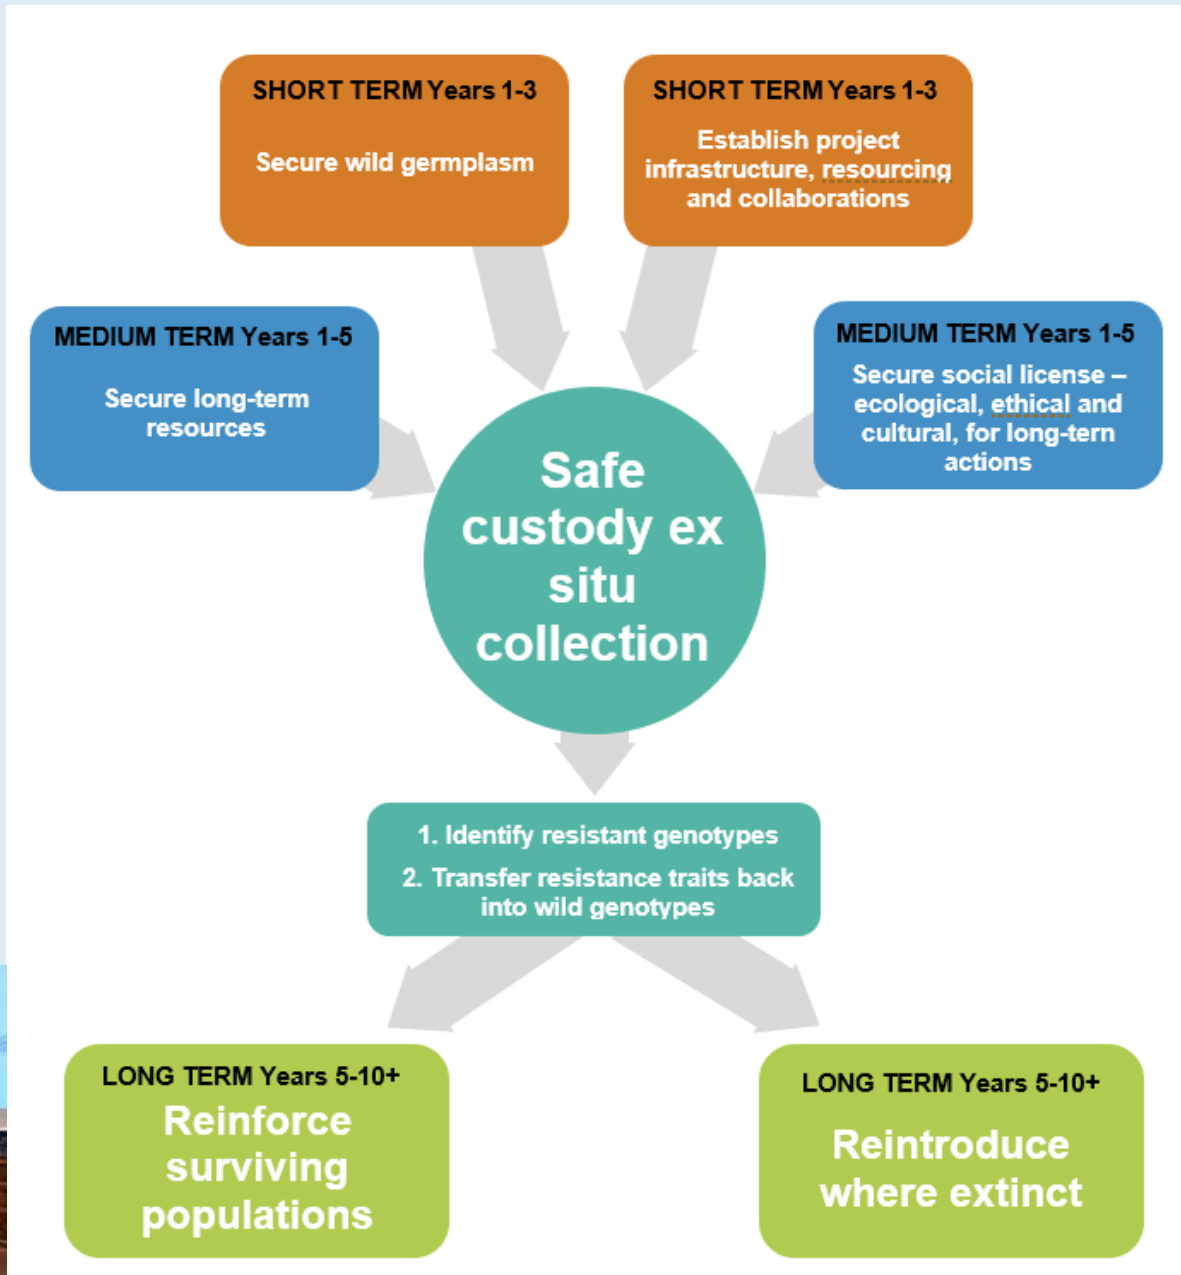 SHORT TERM Years 1-3
Secure wild germplasm
SHORT TERM Years 1-3
Establish project
infrastructure, resourcing
and collaborations
MEDIUM TERM Years 1-5
Secure long-term
resources
MEDIUM TERM Years 1-5
Secure social license –
ecological, ethical and
cultural, for long-tern
actions
Safe
custody ex
situ
collection
1. Identify resistant genotypes
2. Transfer resistance traits back
into wild genotypes
LONG TERM Years 5-10+
Reinforce
surviving
populations
LONG TERM Years 5-10+
Reintroduce
where extinct